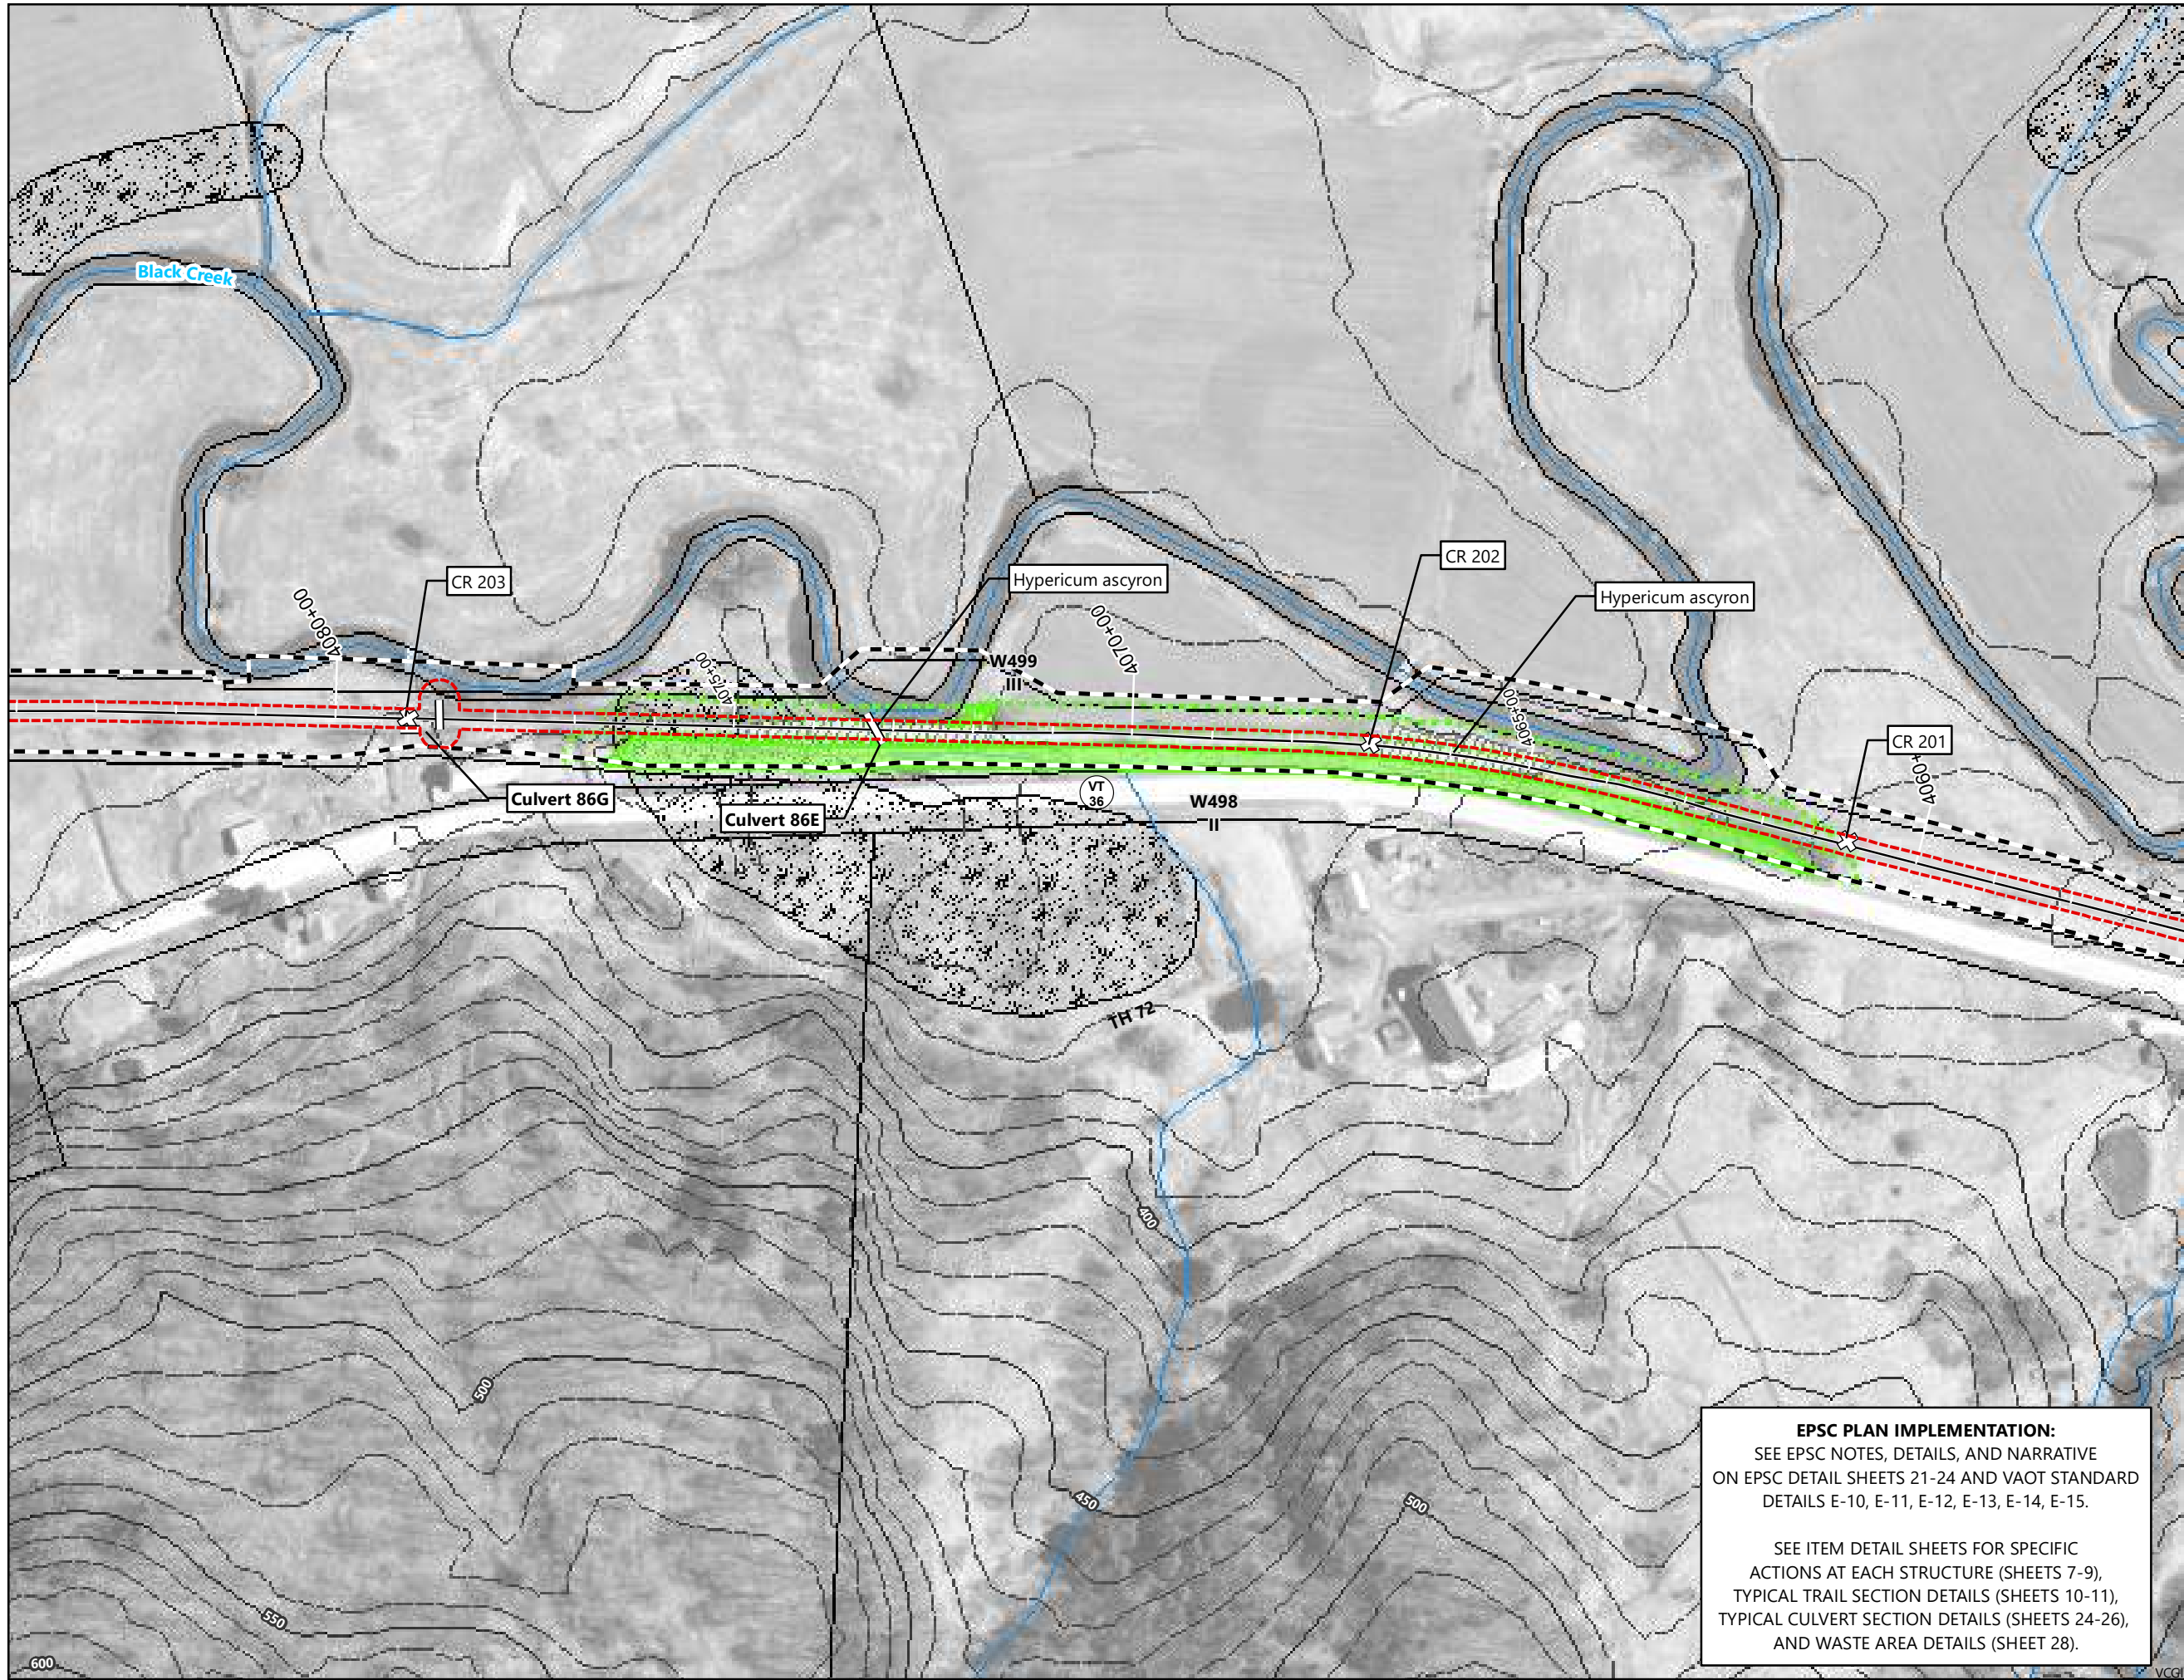 Black Creek
CR 203
4080+00
Hypericum ascyron
CR 202
Hypericum ascyron
4070+00
4075+00
W499
III
4065+00
CR 201
4060+
Culvert 86G
Culvert 86E
VT
36
W498
II
TH 72
400
500
450
500
550
600
EPSC PLAN IMPLEMENTATION:
SEE EPSC NOTES, DETAILS, AND NARRATIVE
ON EPSC DETAIL SHEETS 21-24 AND VAOT STANDARD
DETAILS E-10, E-11, E-12, E-13, E-14, E-15.
SEE ITEM DETAIL SHEETS FOR SPECIFIC
ACTIONS AT EACH STRUCTURE (SHEETS 7-9),
TYPICAL TRAIL SECTION DETAILS (SHEETS 10-11),
TYPICAL CULVERT SECTION DETAILS (SHEETS 24-26),
AND WASTE AREA DETAILS (SHEET 28).